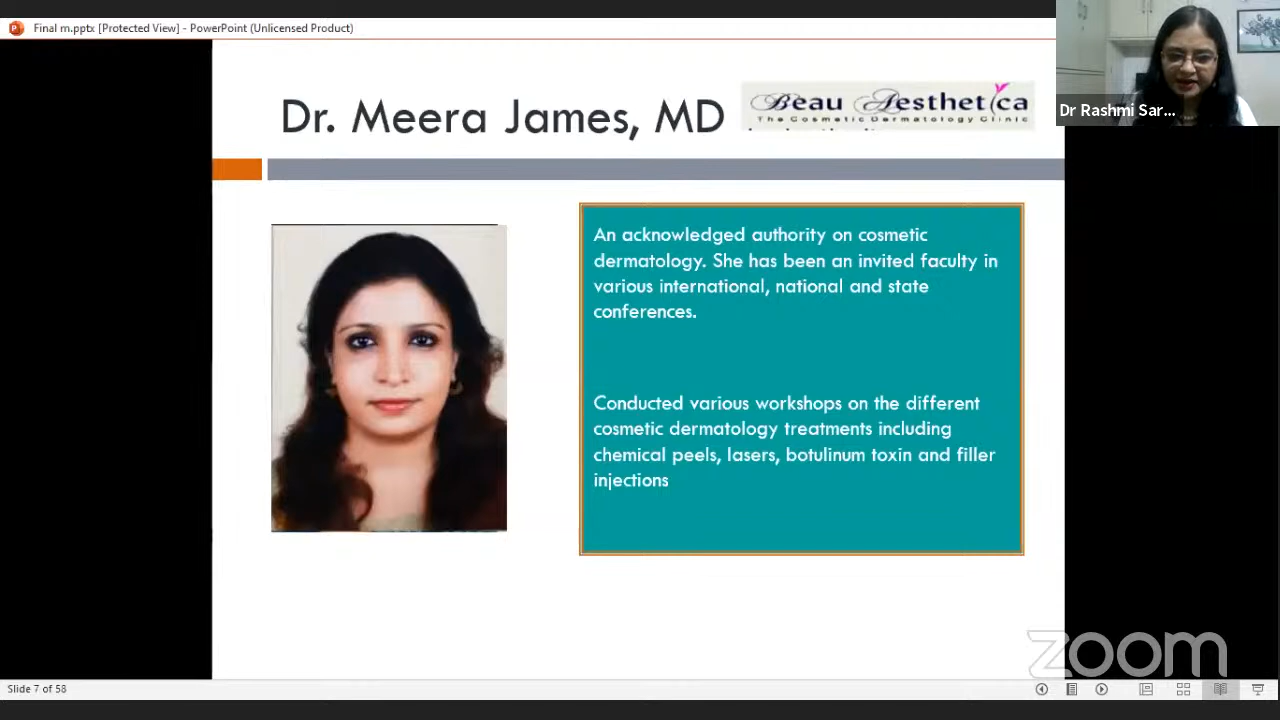 Final m.pptx [Protected View] - PowerPoint (Unlicensed Product)
Dr Rashmi Sar...
Dr. Meera James, MD
Beau Aesthetica
The Cosmetic Dermatology Clinic
An acknowledged authority on cosmetic
dermatology. She has been an invited faculty in
various international, national and state
conferences.
Conducted various workshops on the different
cosmetic dermatology treatments including
chemical peels, lasers, botulinum toxin and filler
injections
zoom
Slide 7 of 58